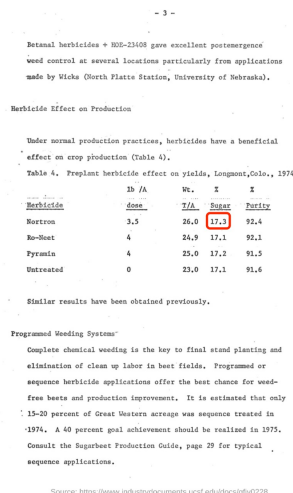 - 3 -
Betanal herbicides + HOE-23408 gave excellent postemergence
weed control at several locations particularly from applications
made by Wicks (North Platte Station, University of Nebraska).
Herbicide Effect on Production
Under normal production practices, herbicides have a beneficial
effect on crop production (Table 4).
Table 4. Preplant herbicide effect on yields, Longmont,Colo., 1974
1b /A Wt. % %
Herbicide dose T/A Sugar Purity
Nortron 3.5 26.0 17.3 92.4
Ro-Neet 4 24.9 17.1 92.1
Pyramin 4 25.0 17.2 91.5
Untreated 0 23.0 17.1 91.6
Similar results have been obtained previously.
Programmed Weeding Systems
Complete chemical weeding is the key to final stand planting and
elimination of clean up labor in beet fields. Programmed or
sequence herbicide applications offer the best chance for weed-
free beets and production improvement. It is estimated that only
15-20 percent of Great Western acreage was sequence treated in
1974. A 40 percent goal achievement should be realized in 1975.
Consult the Sugarbeet Production Guide, page 29 for typical
sequence applications.